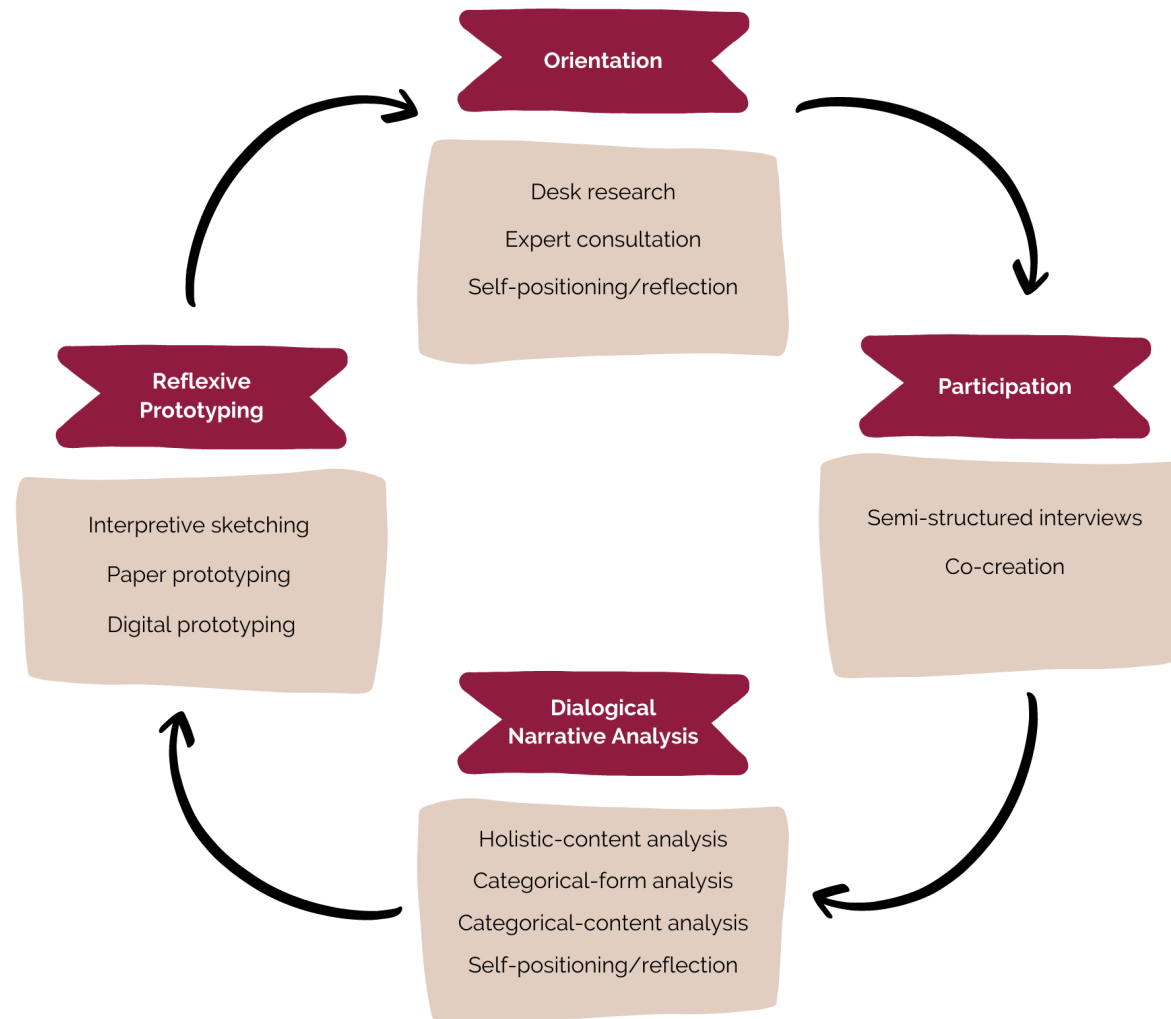 Orientation
Desk research
Expert consultation
Self-positioning/reflection
Participation
Semi-structured interviews
Co-creation
Dialogical
Narrative Analysis
Holistic-content analysis
Categorical-form analysis
Categorical-content analysis
Self-positioning/reflection
Reflexive
Prototyping
Interpretive sketching
Paper prototyping
Digital prototyping